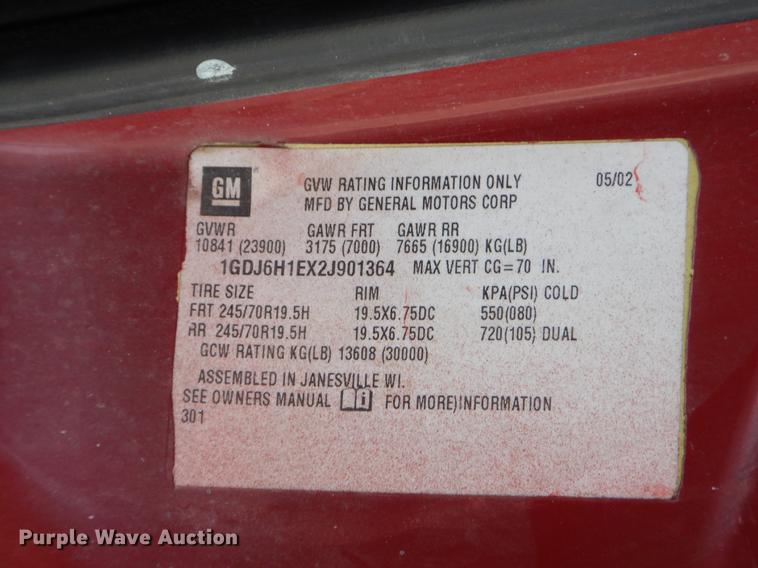 GM
GVW RATING INFORMATION ONLY 05/02
MFD BY GENERAL MOTORS CORP
GVWR GAWR FRT GAWR RR
10841 (23900) 3175 (7000) 7665 (16900) KG(LB)
1GDJ6H1EX2J901364 MAX VERT CG=70 IN.
TIRE SIZE RIM KPA(PSI) COLD
FRT 245/70R19.5H 19.5X6.75DC 550(080)
RR 245/70R19.5H 19.5X6.75DC 720(105) DUAL
GCW RATING KG(LB) 13608 (30000)
ASSEMBLED IN JANESVILLE WI.
SEE OWNERS MANUAL i FOR MORE)INFORMATION
301
Purple Wave Auction